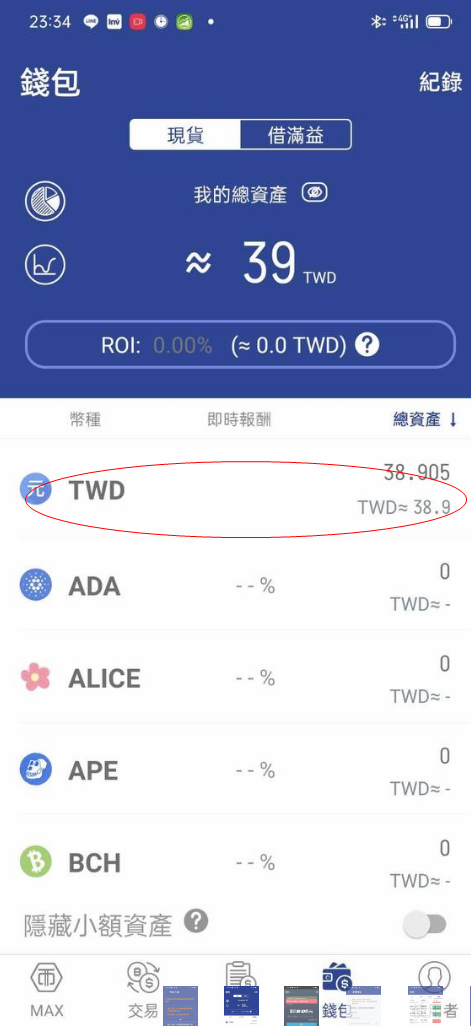 23:34
4G
錢包
紀錄
現貨
借滿益
我的總資產
≈ 39 TWD
ROI: 0.00% (≈ 0.0 TWD) ?
幣種 即時報酬 總資產 ↓
元 TWD 38.905
TWD≈ 38.9
ADA --% 0
TWD≈ -
ALICE --% 0
TWD≈ -
APE --% 0
TWD≈ -
BCH --% 0
TWD≈ -
隱藏小額資產 ?
MAX 交易 錢包 者